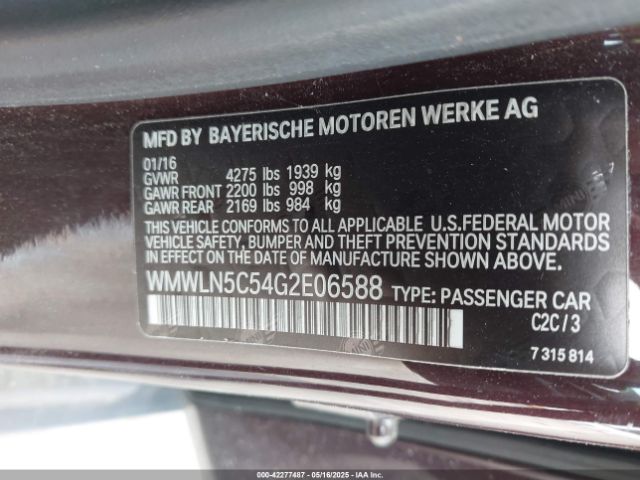 MFD BY BAYERISCHE MOTOREN WERKE AG
01/16
GVWR 4275 lbs 1939 kg
GAWR FRONT 2200 lbs 998 kg
GAWR REAR 2169 lbs 984 kg
THIS VEHICLE CONFORMS TO ALL APPLICABLE U.S.FEDERAL MOTOR
VEHICLE SAFETY, BUMPER AND THEFT PREVENTION STANDARDS
IN EFFECT ON THE DATE OF MANUFACTURE SHOWN ABOVE.
WMWLN5C54G2E06588 TYPE: PASSENGER CAR
C2C / 3
7 315 814
000-42277487 - 05/16/2025 - COPYRIGHT IAA, LLC.